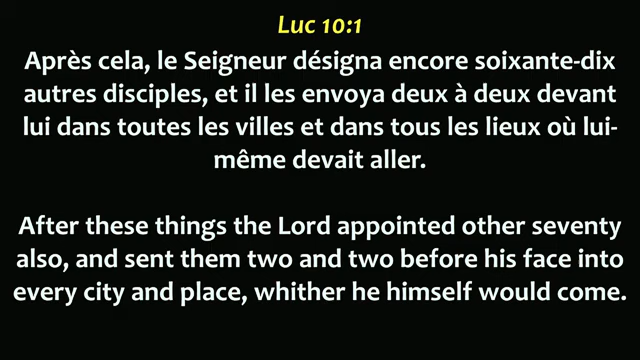 Luc 10:1
Après cela, le Seigneur désigna encore soixante-dix
autres disciples, et il les envoya deux à deux devant
lui dans toutes les villes et dans tous les lieux où lui-
même devait aller.
After these things the Lord appointed other seventy
also, and sent them two and two before his face into
every city and place, whither he himself would come.